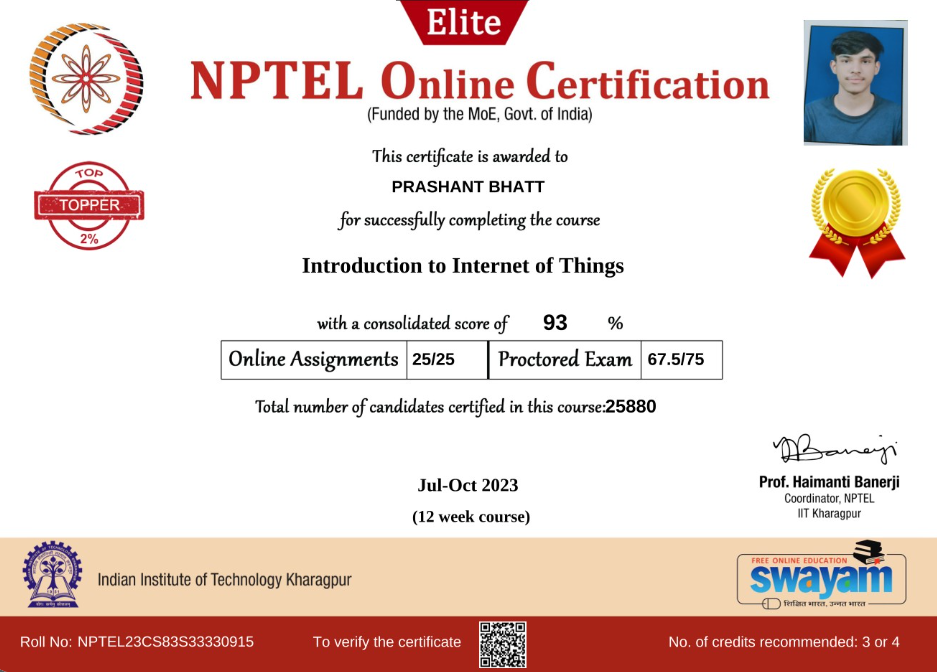 Elite
NPTEL Online Certification
(Funded by the MoE, Govt. of India)
This certificate is awarded to
PRASHANT BHATT
for successfully completing the course
TOP
TOPPER
2%
Introduction to Internet of Things
with a consolidated score of 93 %
Online Assignments 25/25 Proctored Exam 67.5/75
Total number of candidates certified in this course:25880
Banerji
Prof. Haimanti Banerji
Coordinator, NPTEL
IIT Kharagpur
Jul-Oct 2023
(12 week course)
Indian Institute of Technology Kharagpur
FREE ONLINE EDUCATION
swayam
शिक्षित भारत, उन्नत भारत
Roll No: NPTEL23CS83S33330915 To verify the certificate No. of credits recommended: 3 or 4